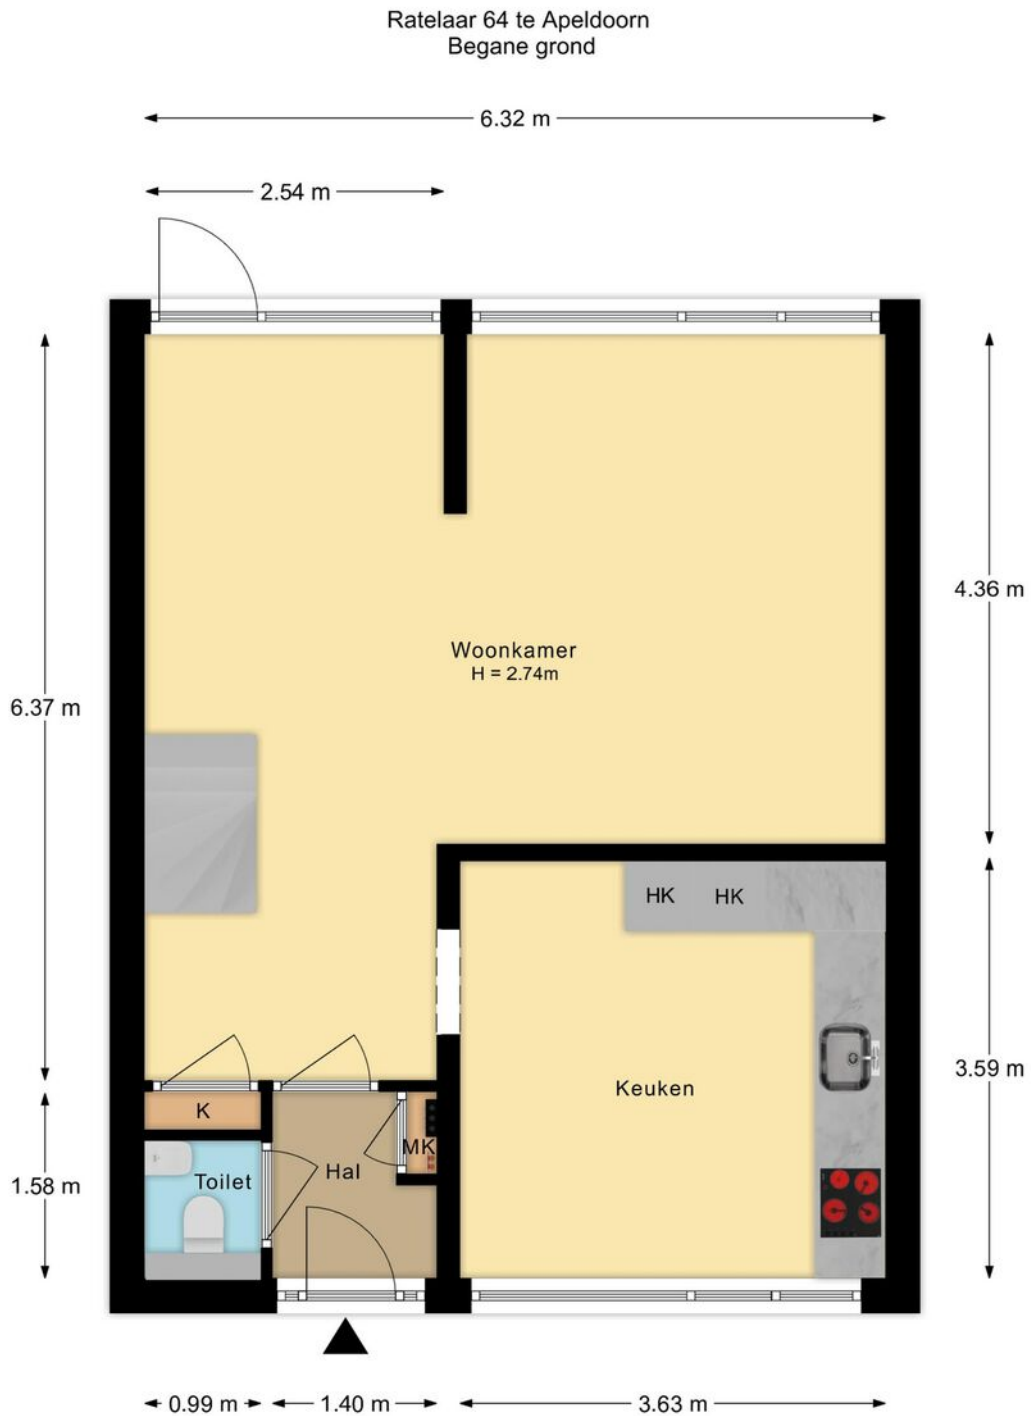 Ratelaar 64 te Apeldoorn
Begane grond
6.32 m
2.54 m
4.36 m
Woonkamer
H = 2.74m
6.37 m
HK HK
3.59 m
Keuken
K
MK
Hal
Toilet
1.58 m
0.99 m 1.40 m 3.63 m